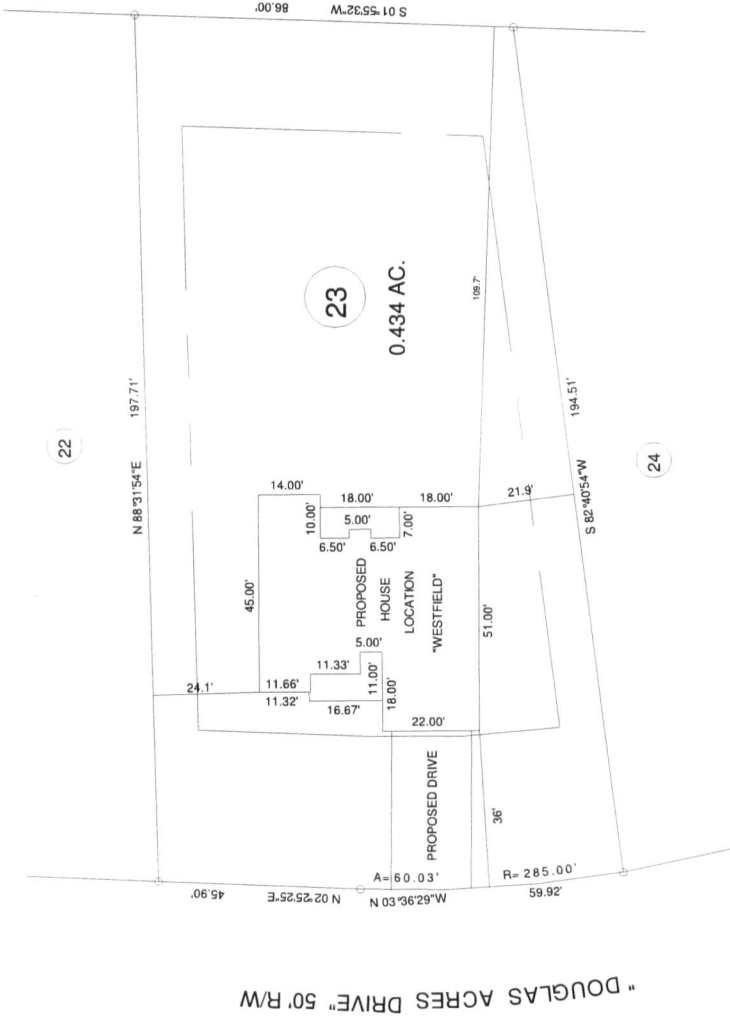 S 01°55'32"W
86.00'
22
N 88°31'54"E
197.71'
23
0.434 AC.
109.7'
194.51'
S 82°40'54"W
24
14.00'
18.00'
18.00'
21.9'
10.00'
5.00'
7.00'
6.50'
6.50'
45.00'
PROPOSED
HOUSE
LOCATION
"WESTFIELD"
51.00'
5.00'
11.33'
11.00'
18.00'
24.1'
11.66'
11.32'
16.67'
22.00'
PROPOSED DRIVE
36'
A= 60.03'
R= 285.00'
45.90'
N 02°25'25"E
N 03°36'29"W
59.92'
" DOUGLAS ACRES DRIVE" 50' R/W